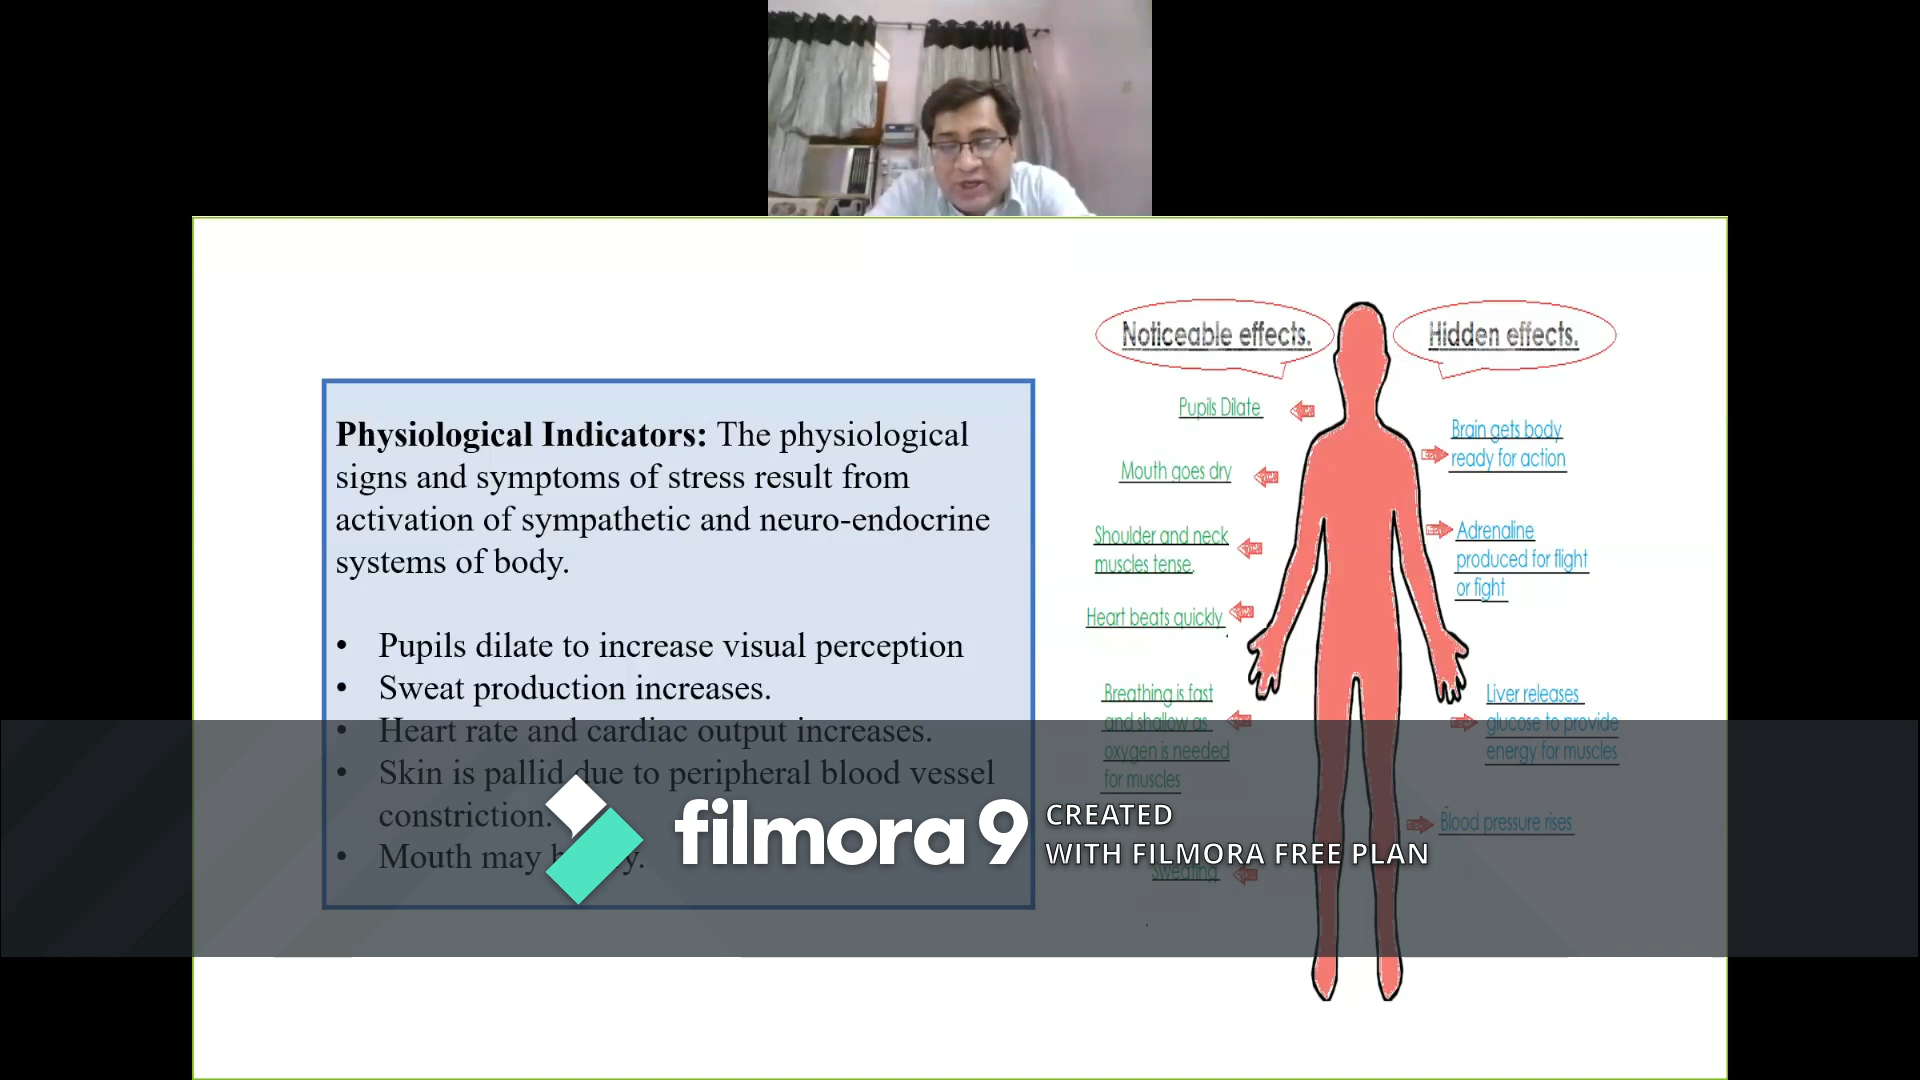 Physiological Indicators: The physiological
signs and symptoms of stress result from
activation of sympathetic and neuro-endocrine
systems of body.
• Pupils dilate to increase visual perception
• Sweat production increases.
• Heart rate and cardiac output increases.
• Skin is pallid due to peripheral blood vessel
constriction.
• Mouth may
Noticeable effects.
Pupils Dilate
Mouth goes dry
Shoulder and neck
muscles tense.
Heart beats quickly
Breathing is fast
and shallow as
oxygen is needed
for muscles
Sweating
Hidden effects.
Brain gets body
ready for action
Adrenaline
produced for flight
or fight
Liver releases
glucose to provide
energy for muscles
Blood pressure rises
filmora 9
CREATED
WITH FILMORA FREE PLAN